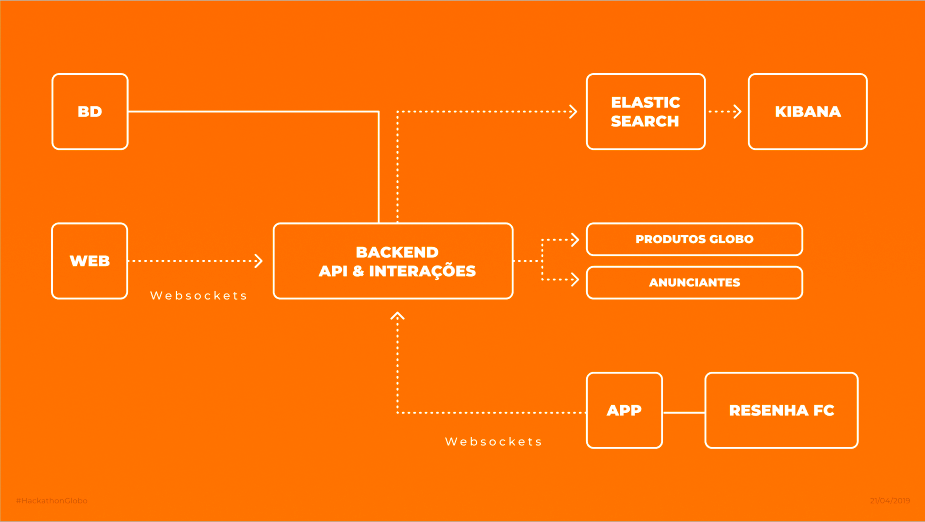 BD
ELASTIC
SEARCH
KIBANA
WEB
Websockets
BACKEND
API & INTERAÇÕES
PRODUTOS GLOBO
ANUNCIANTES
APP
RESENHA FC
Websockets
#HackathonGlobo
21/04/2019